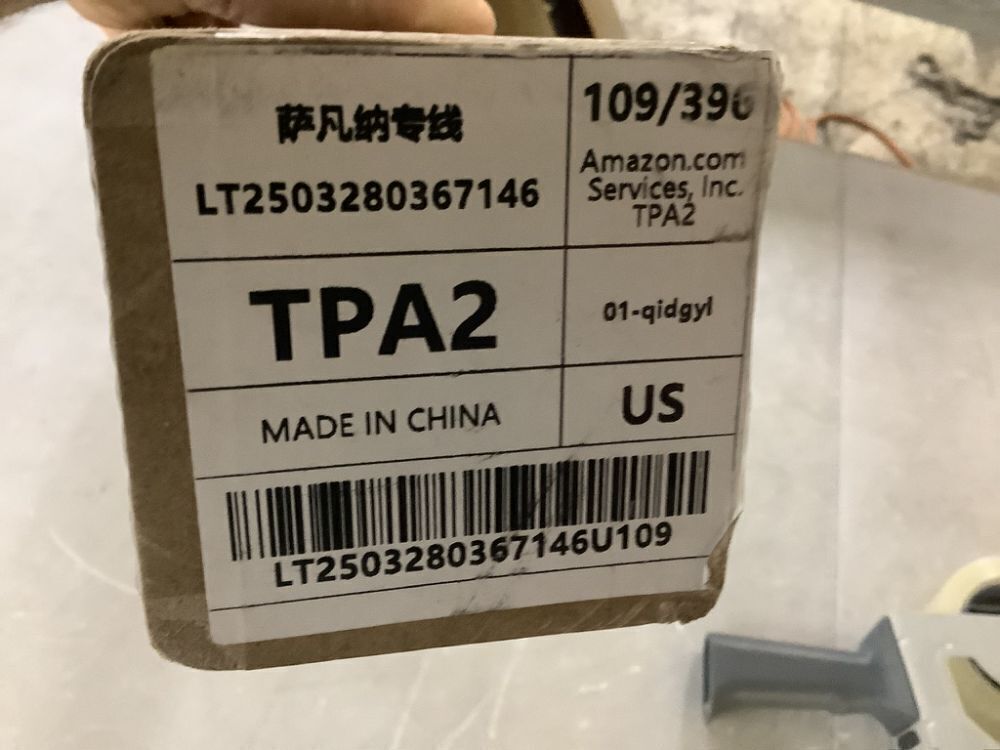 萨凡纳专线
LT2503280367146
109/396
Amazon.com
Services, Inc.
TPA2
TPA2
01-qidgyl
MADE IN CHINA
US
LT2503280367146U109